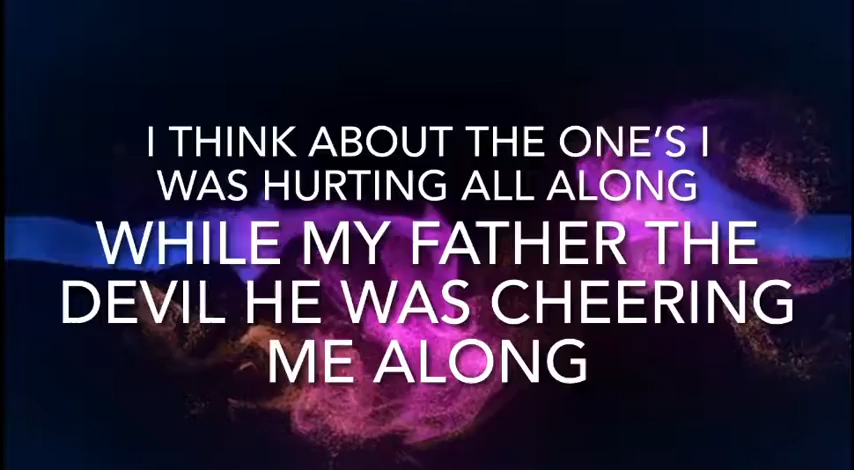 I THINK ABOUT THE ONE'S I
WAS HURTING ALL ALONG
WHILE MY FATHER THE
DEVIL HE WAS CHEERING
ME ALONG